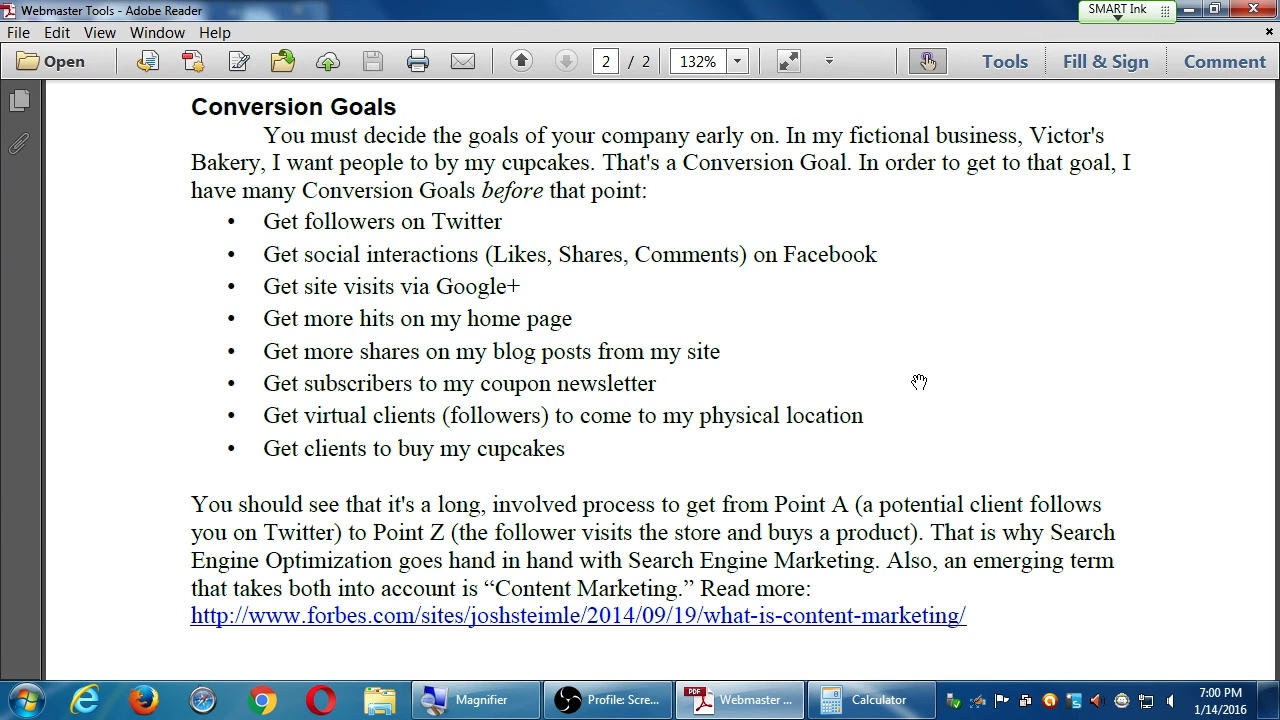 Webmaster Tools - Adobe Reader
SMART Ink
File Edit View Window Help
Open 2 / 2 132% Tools Fill & Sign Comment
Conversion Goals
You must decide the goals of your company early on. In my fictional business, Victor's
Bakery, I want people to by my cupcakes. That's a Conversion Goal. In order to get to that goal, I
have many Conversion Goals before that point:
• Get followers on Twitter
• Get social interactions (Likes, Shares, Comments) on Facebook
• Get site visits via Google+
• Get more hits on my home page
• Get more shares on my blog posts from my site
• Get subscribers to my coupon newsletter
• Get virtual clients (followers) to come to my physical location
• Get clients to buy my cupcakes
You should see that it's a long, involved process to get from Point A (a potential client follows
you on Twitter) to Point Z (the follower visits the store and buys a product). That is why Search
Engine Optimization goes hand in hand with Search Engine Marketing. Also, an emerging term
that takes both into account is “Content Marketing.” Read more:
http://www.forbes.com/sites/joshsteimle/2014/09/19/what-is-content-marketing/
Magnifier Profile: Scre... Webmaster ... Calculator 7:00 PM
1/14/2016